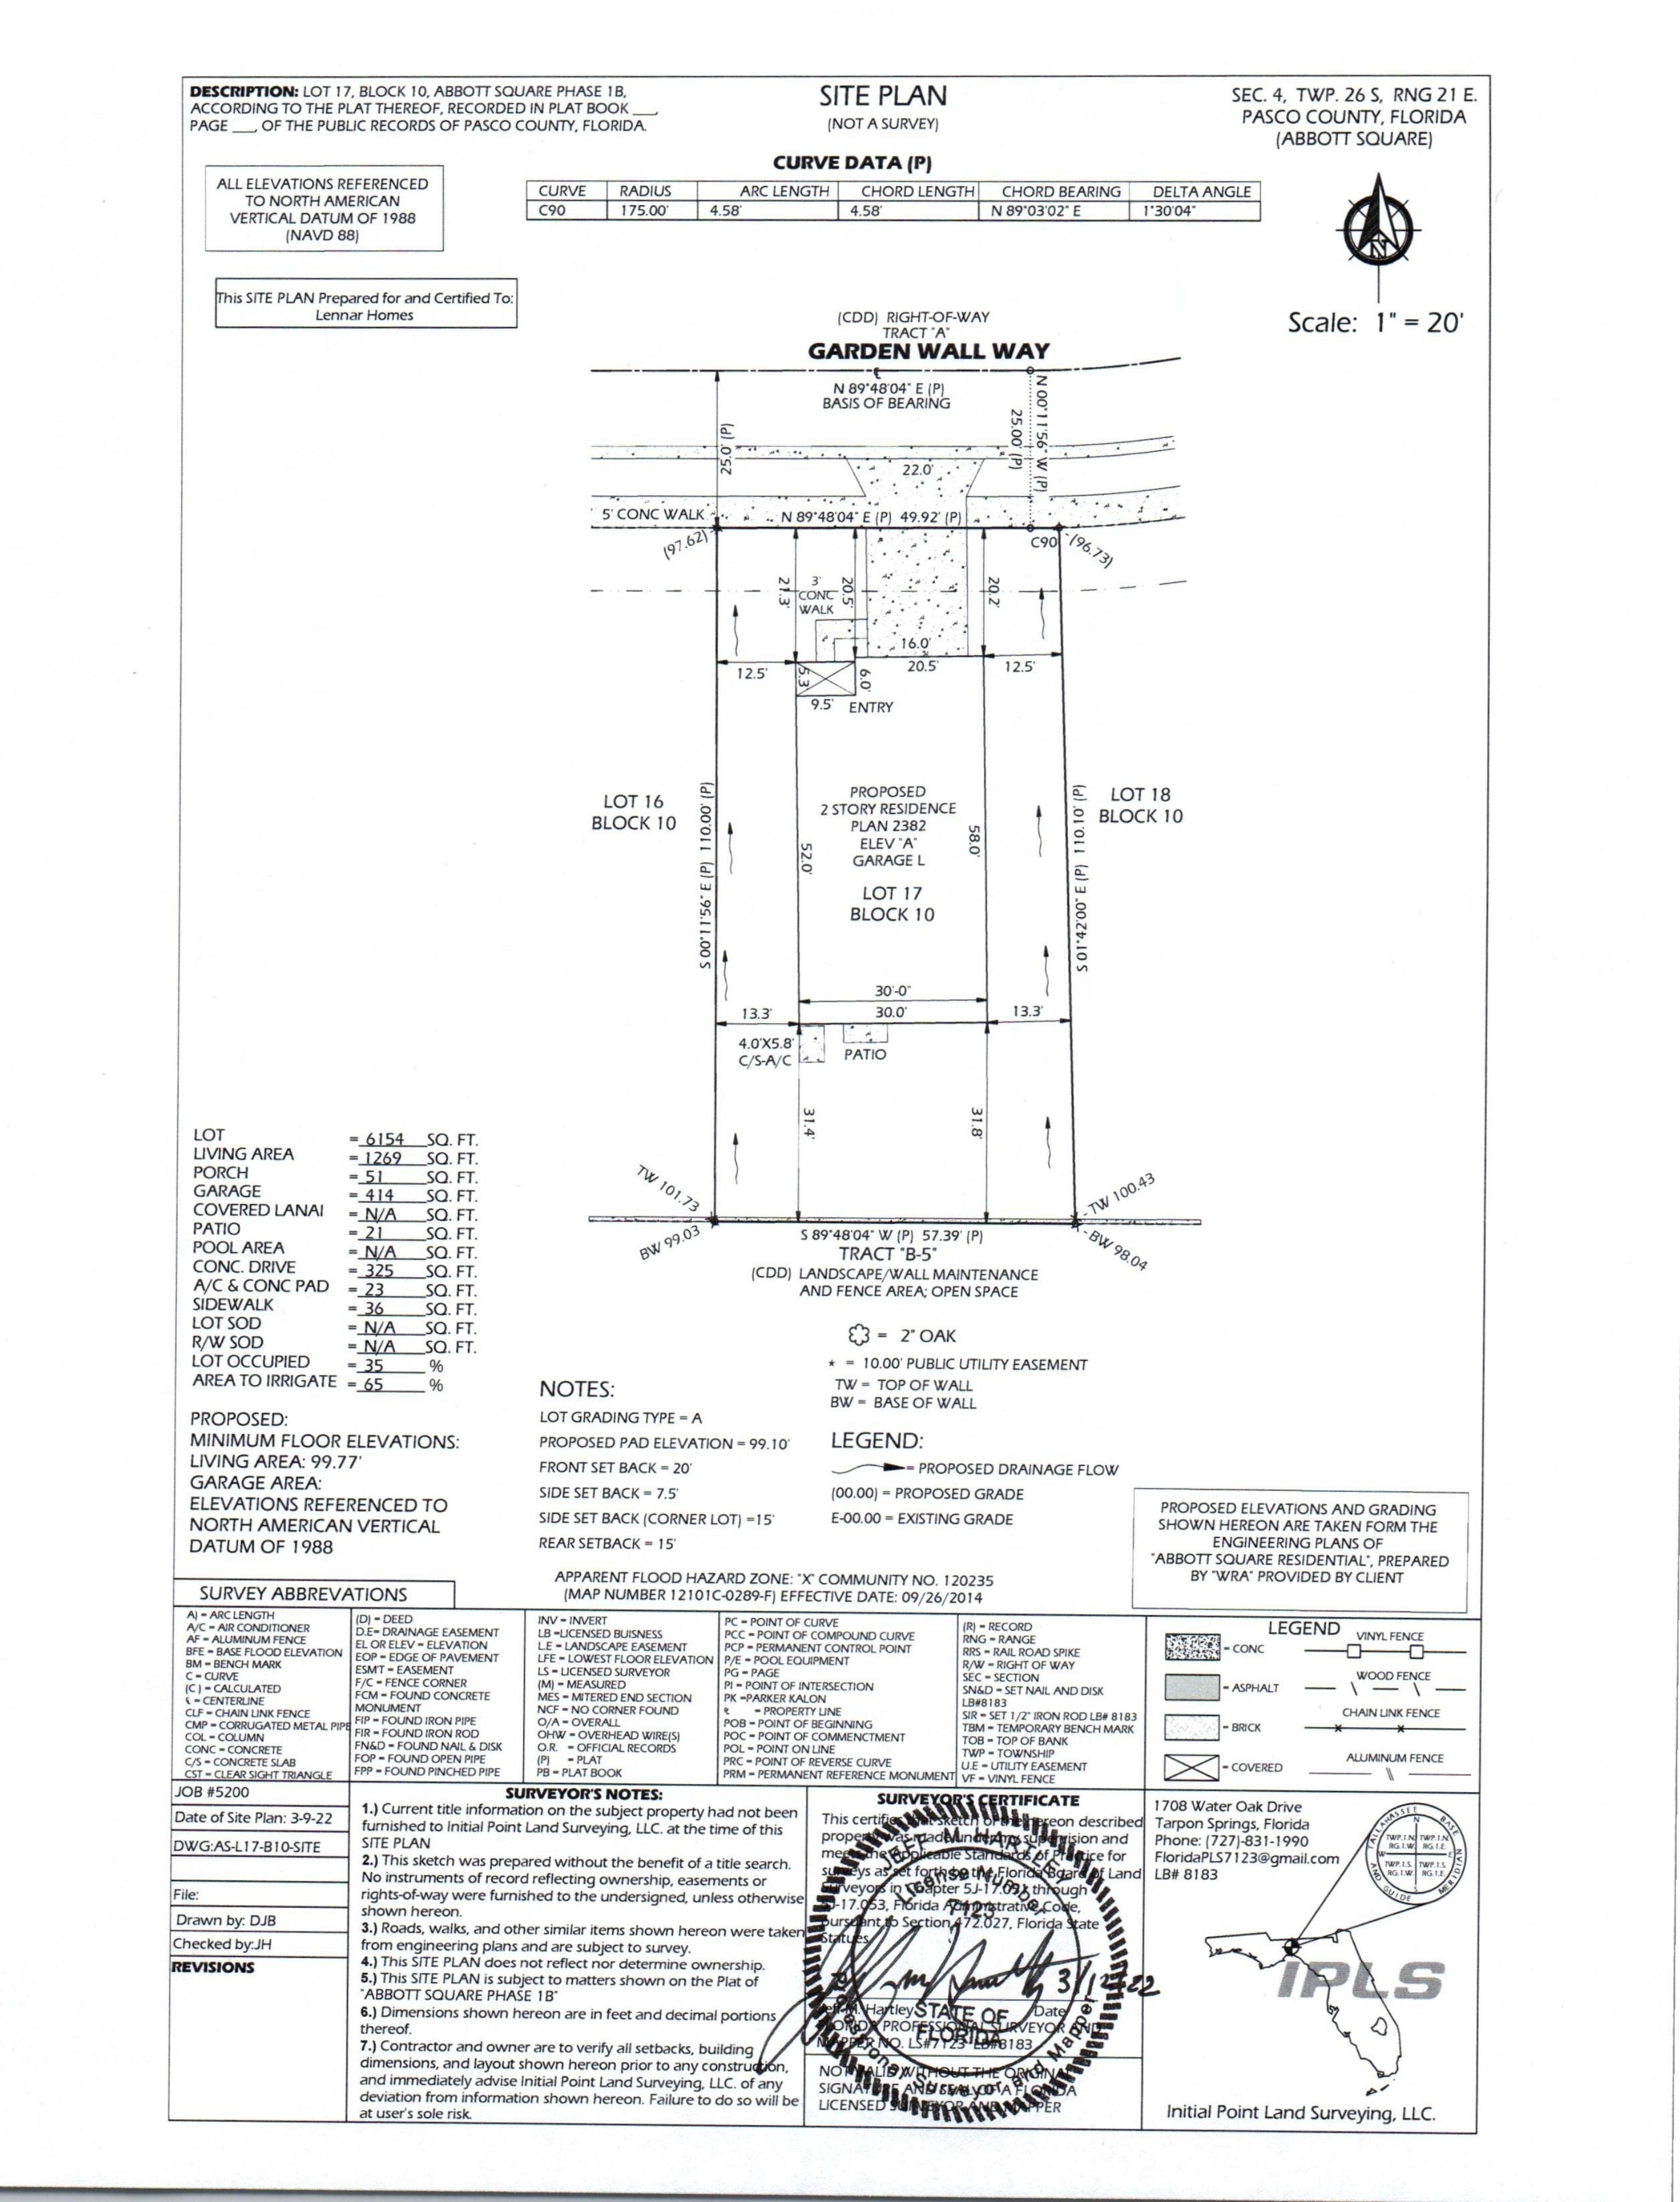 DESCRIPTION: LOT 17, BLOCK 10, ABBOTT SQUARE PHASE 1B,
ACCORDING TO THE PLAT THEREOF, RECORDED IN PLAT BOOK ___,
PAGE ___, OF THE PUBLIC RECORDS OF PASCO COUNTY, FLORIDA.
SITE PLAN
(NOT A SURVEY)
SEC. 4, TWP. 26 S, RNG 21 E.
PASCO COUNTY, FLORIDA
(ABBOTT SQUARE)
ALL ELEVATIONS REFERENCED
TO NORTH AMERICAN
VERTICAL DATUM OF 1988
(NAVD 88)
CURVE DATA (P)
CURVE RADIUS ARC LENGTH CHORD LENGTH CHORD BEARING DELTA ANGLE
C90 175.00' 4.58' 4.58' N 89°03'02" E 1°30'04"
N
This SITE PLAN Prepared for and Certified To:
Lennar Homes
Scale: 1" = 20'
(CDD) RIGHT-OF-WAY
TRACT "A"
GARDEN WALL WAY
N 89°48'04" E (P)
BASIS OF BEARING
25.0' (P)
25.00' (P)
N 00°11'56" W (P)
22.0'
5' CONC WALK
N 89°48'04" E (P) 49.92' (P)
C90
(97.62)
(96.73)
21.3'
3'
CONC
WALK
20.5'
20.2'
16.0'
12.5'
20.5'
12.5'
5.3'
6.0'
9.5'
ENTRY
LOT 16
BLOCK 10
S 00°11'56" E (P) 110.00' (P)
PROPOSED
2 STORY RESIDENCE
PLAN 2382
ELEV "A"
GARAGE L
52.0'
58.0'
LOT 17
BLOCK 10
S 01°42'00" E (P) 110.10' (P)
LOT 18
BLOCK 10
30'-0"
13.3'
30.0'
13.3'
4.0'X5.8'
C/S-A/C
PATIO
31.4'
31.8'
TW 101.73
BW 99.03
TW 100.43
BW 98.04
S 89°48'04" W (P) 57.39' (P)
TRACT "B-5"
(CDD) LANDSCAPE/WALL MAINTENANCE
AND FENCE AREA; OPEN SPACE
LOT = 6154 SQ. FT.
LIVING AREA = 1269 SQ. FT.
PORCH = 51 SQ. FT.
GARAGE = 414 SQ. FT.
COVERED LANAI = N/A SQ. FT.
PATIO = 21 SQ. FT.
POOL AREA = N/A SQ. FT.
CONC. DRIVE = 325 SQ. FT.
A/C & CONC PAD = 23 SQ. FT.
SIDEWALK = 36 SQ. FT.
LOT SOD = N/A SQ. FT.
R/W SOD = N/A SQ. FT.
LOT OCCUPIED = 35 %
AREA TO IRRIGATE = 65 %
PROPOSED:
MINIMUM FLOOR ELEVATIONS:
LIVING AREA: 99.77'
GARAGE AREA:
ELEVATIONS REFERENCED TO
NORTH AMERICAN VERTICAL
DATUM OF 1988
NOTES:
LOT GRADING TYPE = A
PROPOSED PAD ELEVATION = 99.10'
FRONT SET BACK = 20'
SIDE SET BACK = 7.5'
SIDE SET BACK (CORNER LOT) =15'
REAR SETBACK = 15'
= 2" OAK
* = 10.00' PUBLIC UTILITY EASEMENT
TW = TOP OF WALL
BW = BASE OF WALL
LEGEND:
= PROPOSED DRAINAGE FLOW
(00.00) = PROPOSED GRADE
E-00.00 = EXISTING GRADE
PROPOSED ELEVATIONS AND GRADING
SHOWN HEREON ARE TAKEN FORM THE
ENGINEERING PLANS OF
"ABBOTT SQUARE RESIDENTIAL", PREPARED
BY "WRA" PROVIDED BY CLIENT
APPARENT FLOOD HAZARD ZONE: "X" COMMUNITY NO. 120235
(MAP NUMBER 12101C-0289-F) EFFECTIVE DATE: 09/26/2014
SURVEY ABBREVATIONS
A) = ARC LENGTH
A/C = AIR CONDITIONER
AF = ALUMINUM FENCE
BFE = BASE FLOOD ELEVATION
BM = BENCH MARK
C = CURVE
(C ) = CALCULATED
℄ = CENTERLINE
CLF = CHAIN LINK FENCE
CMP = CORRUGATED METAL PIPE
COL = COLUMN
CONC = CONCRETE
C/S = CONCRETE SLAB
CST = CLEAR SIGHT TRIANGLE
(D) = DEED
D.E= DRAINAGE EASEMENT
EL OR ELEV = ELEVATION
EOP = EDGE OF PAVEMENT
ESM'T = EASEMENT
F/C = FENCE CORNER
FCM = FOUND CONCRETE
MONUMENT
FIP = FOUND IRON PIPE
FIR = FOUND IRON ROD
FN&D = FOUND NAIL & DISK
FOP = FOUND OPEN PIPE
FPP = FOUND PINCHED PIPE
INV = INVERT
LB =LICENSED BUISNESS
L.E = LANDSCAPE EASEMENT
LFE = LOWEST FLOOR ELEVATION
LS = LICENSED SURVEYOR
(M) = MEASURED
MES = MITERED END SECTION
NCF = NO CORNER FOUND
O/A = OVERALL
OHW = OVERHEAD WIRE(S)
O.R. = OFFICIAL RECORDS
(P) = PLAT
PB = PLAT BOOK
PC = POINT OF CURVE
PCC = POINT OF COMPOUND CURVE
PCP = PERMANENT CONTROL POINT
P/E = POOL EQUIPMENT
PG = PAGE
PI = POINT OF INTERSECTION
PK =PARKER KALON
= PROPERTY LINE
POB = POINT OF BEGINNING
POC = POINT OF COMMENCTMENT
POL = POINT ON LINE
PRC = POINT OF REVERSE CURVE
PRM = PERMANENT REFERENCE MONUMENT
(R) = RECORD
RNG = RANGE
RRS = RAIL ROAD SPIKE
R/W = RIGHT OF WAY
SEC = SECTION
SN&D = SET NAIL AND DISK
LB#8183
SIR = SET 1/2" IRON ROD LB# 8183
TBM = TEMPORARY BENCH MARK
TOB = TOP OF BANK
TWP = TOWNSHIP
U.E = UTILITY EASEMENT
VF = VINYL FENCE
LEGEND
= CONC
= ASPHALT
= BRICK
= COVERED
VINYL FENCE
WOOD FENCE
CHAIN LINK FENCE
ALUMINUM FENCE
JOB #5200
Date of Site Plan: 3-9-22
DWG:AS-L17-B10-SITE
File:
Drawn by: DJB
Checked by:JH
REVISIONS
SURVEYOR'S NOTES:
1.) Current title information on the subject property had not been
furnished to Initial Point Land Surveying, LLC. at the time of this
SITE PLAN
2.) This sketch was prepared without the benefit of a title search.
No instruments of record reflecting ownership, easements or
rights-of-way were furnished to the undersigned, unless otherwise
shown hereon.
3.) Roads, walks, and other similar items shown hereon were taken
from engineering plans and are subject to survey.
4.) This SITE PLAN does not reflect nor determine ownership.
5.) This SITE PLAN is subject to matters shown on the Plat of
"ABBOTT SQUARE PHASE 1B"
6.) Dimensions shown hereon are in feet and decimal portions
thereof.
7.) Contractor and owner are to verify all setbacks, building
dimensions, and layout shown hereon prior to any construction,
and immediately advise Initial Point Land Surveying, LLC. of any
deviation from information shown hereon. Failure to do so will be
at user's sole risk.
SURVEYOR'S CERTIFICATE
This certifies that sketch of the hereon described
property was made under my supervision and
meets the Applicable Standards of Practice for
surveys as set forth by the Florida Board of Land
Surveyors in Chapter 5J-17.051 through
5J-17.053, Florida Administrative Code,
pursuant to Section 472.027, Florida State
Statues.
License Number
7123
3/12/22
Hartley
Date
STATE OF
FLORIDA
FLORIDA PROFESSIONAL SURVEYOR AND
MAPPER NO. LS#7123 LB#8183
Professional Surveyor and Mapper
NOT VALID WITHOUT THE ORIGINAL
SIGNATURE AND SEAL OF A FLORIDA
LICENSED SURVEYOR AND MAPPER
1708 Water Oak Drive
Tarpon Springs, Florida
Phone: (727)-831-1990
FloridaPLS7123@gmail.com
LB# 8183
TALLAHASSEE BASE MERIDIAN AND GUIDE
N
TWP.1.N. TWP.1.N.
RG.1.W. RG.1.E.
W E
TWP.1.S. TWP.1.S.
RG.1.W. RG.1.E.
S
IPLS
Initial Point Land Surveying, LLC.